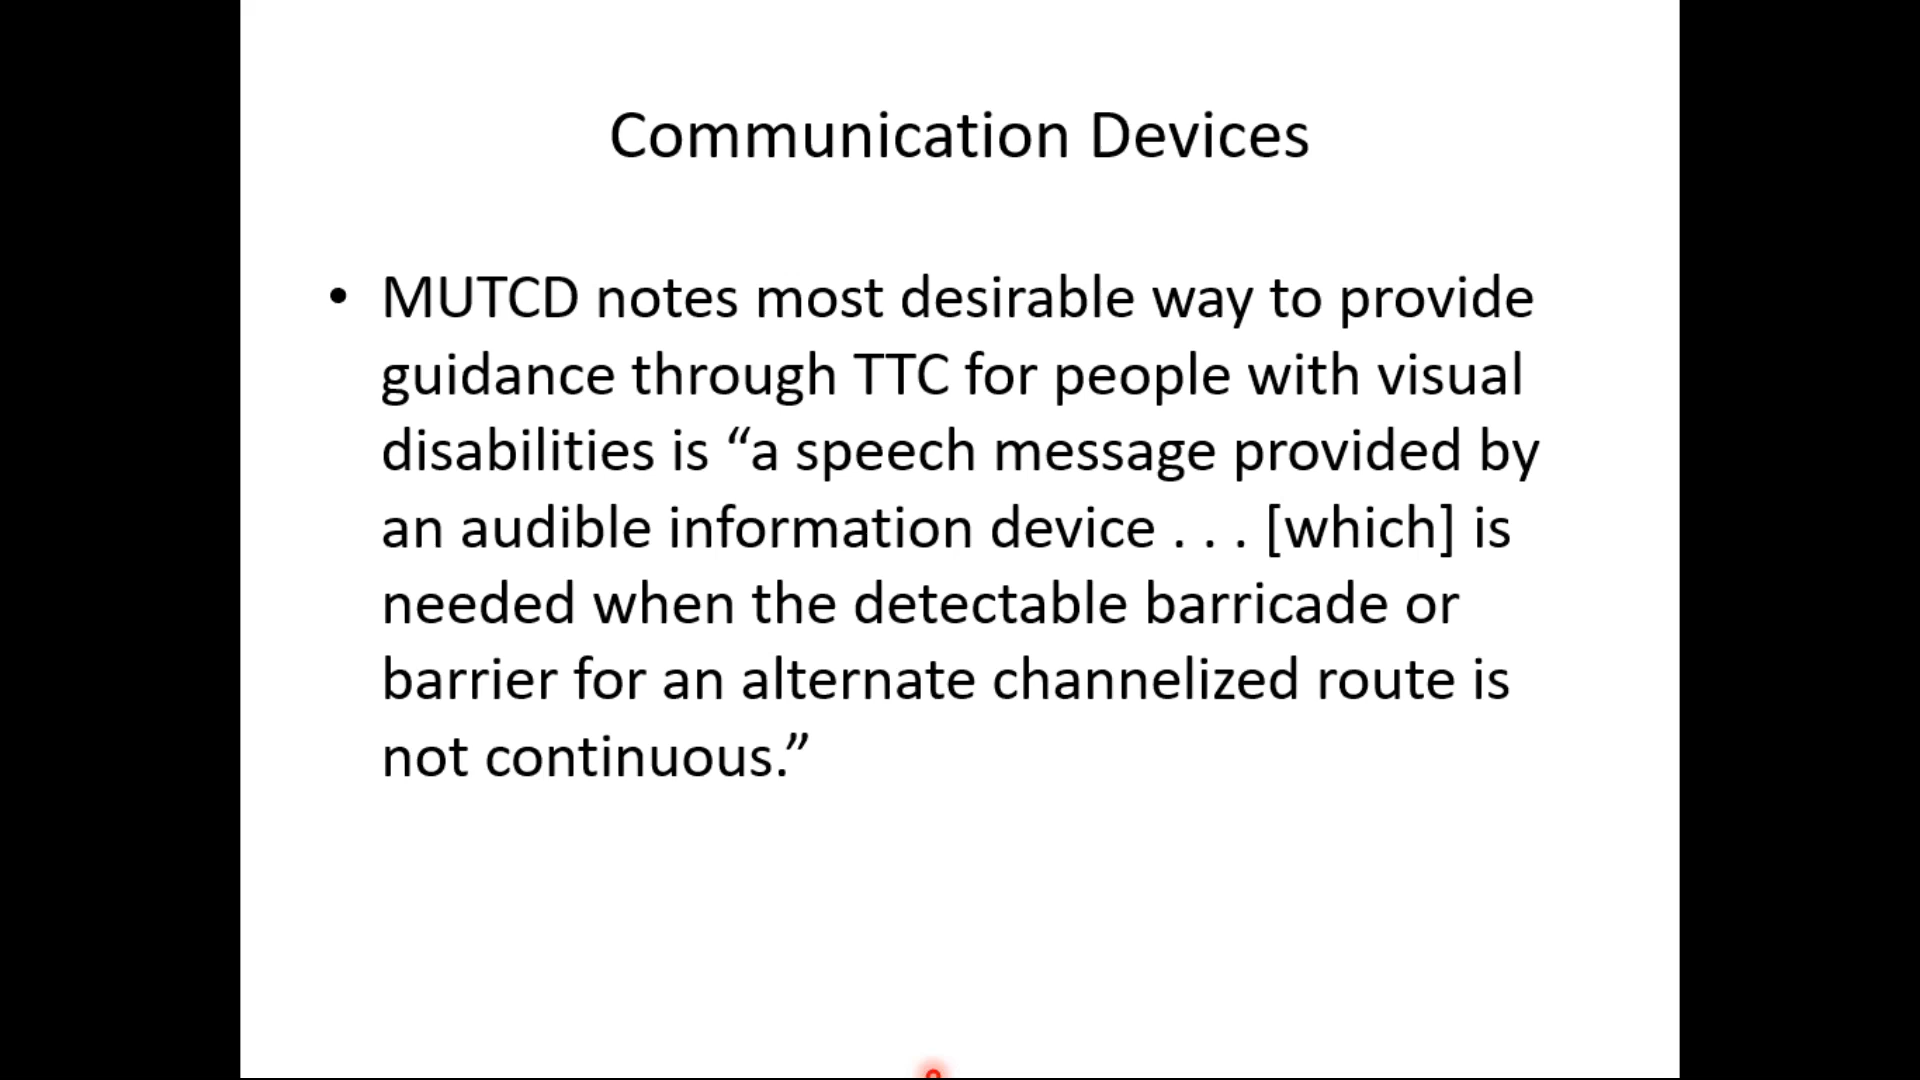 Communication Devices
• MUTCD notes most desirable way to provide
guidance through TTC for people with visual
disabilities is “a speech message provided by
an audible information device . . . [which] is
needed when the detectable barricade or
barrier for an alternate channelized route is
not continuous.”